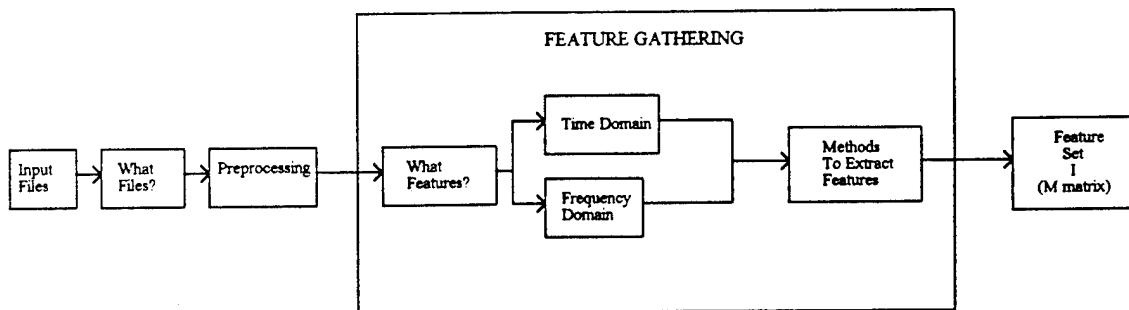 FEATURE GATHERING
Input
Files
What
Files?
Preprocessing
What
Features?
Time Domain
Frequency
Domain
Methods
To Extract
Features
Feature
Set
I
(M matrix)